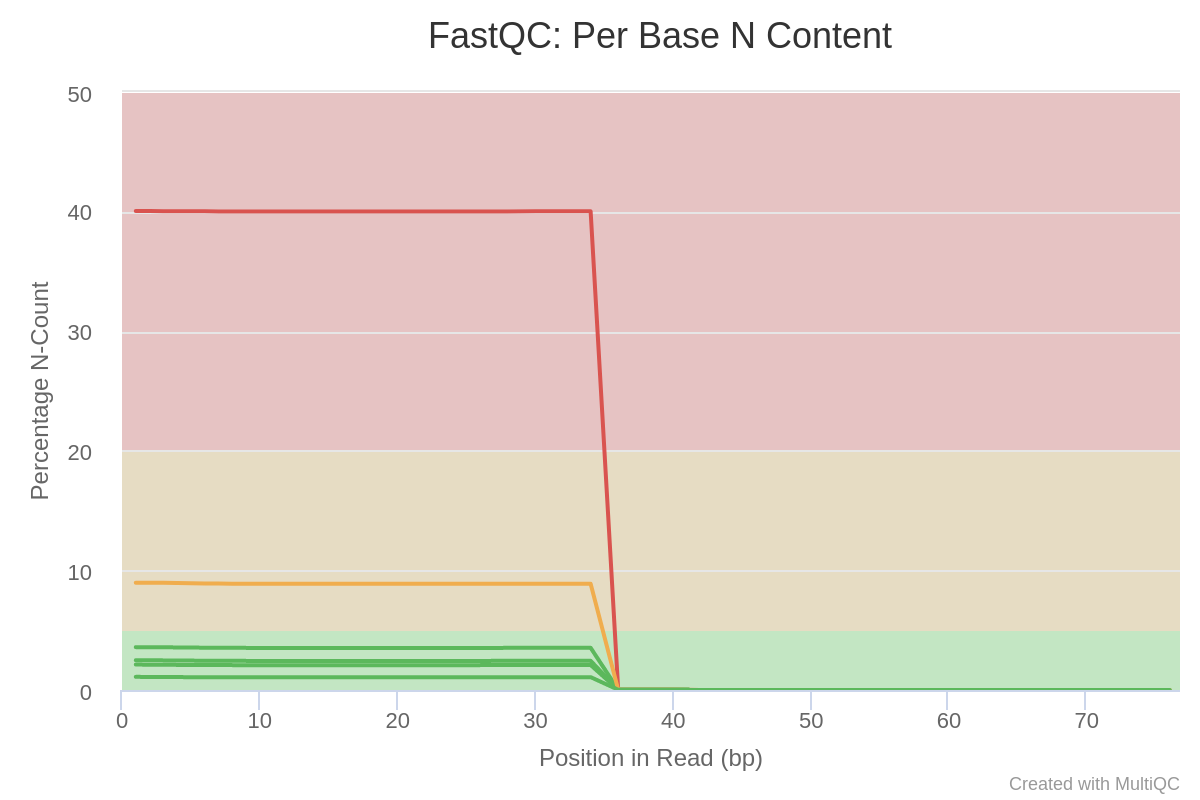 FastQC: Per Base N Content
50
40
30
20
10
0
Percentage N-Count
0 10 20 30 40 50 60 70
Position in Read (bp)
Created with MultiQC